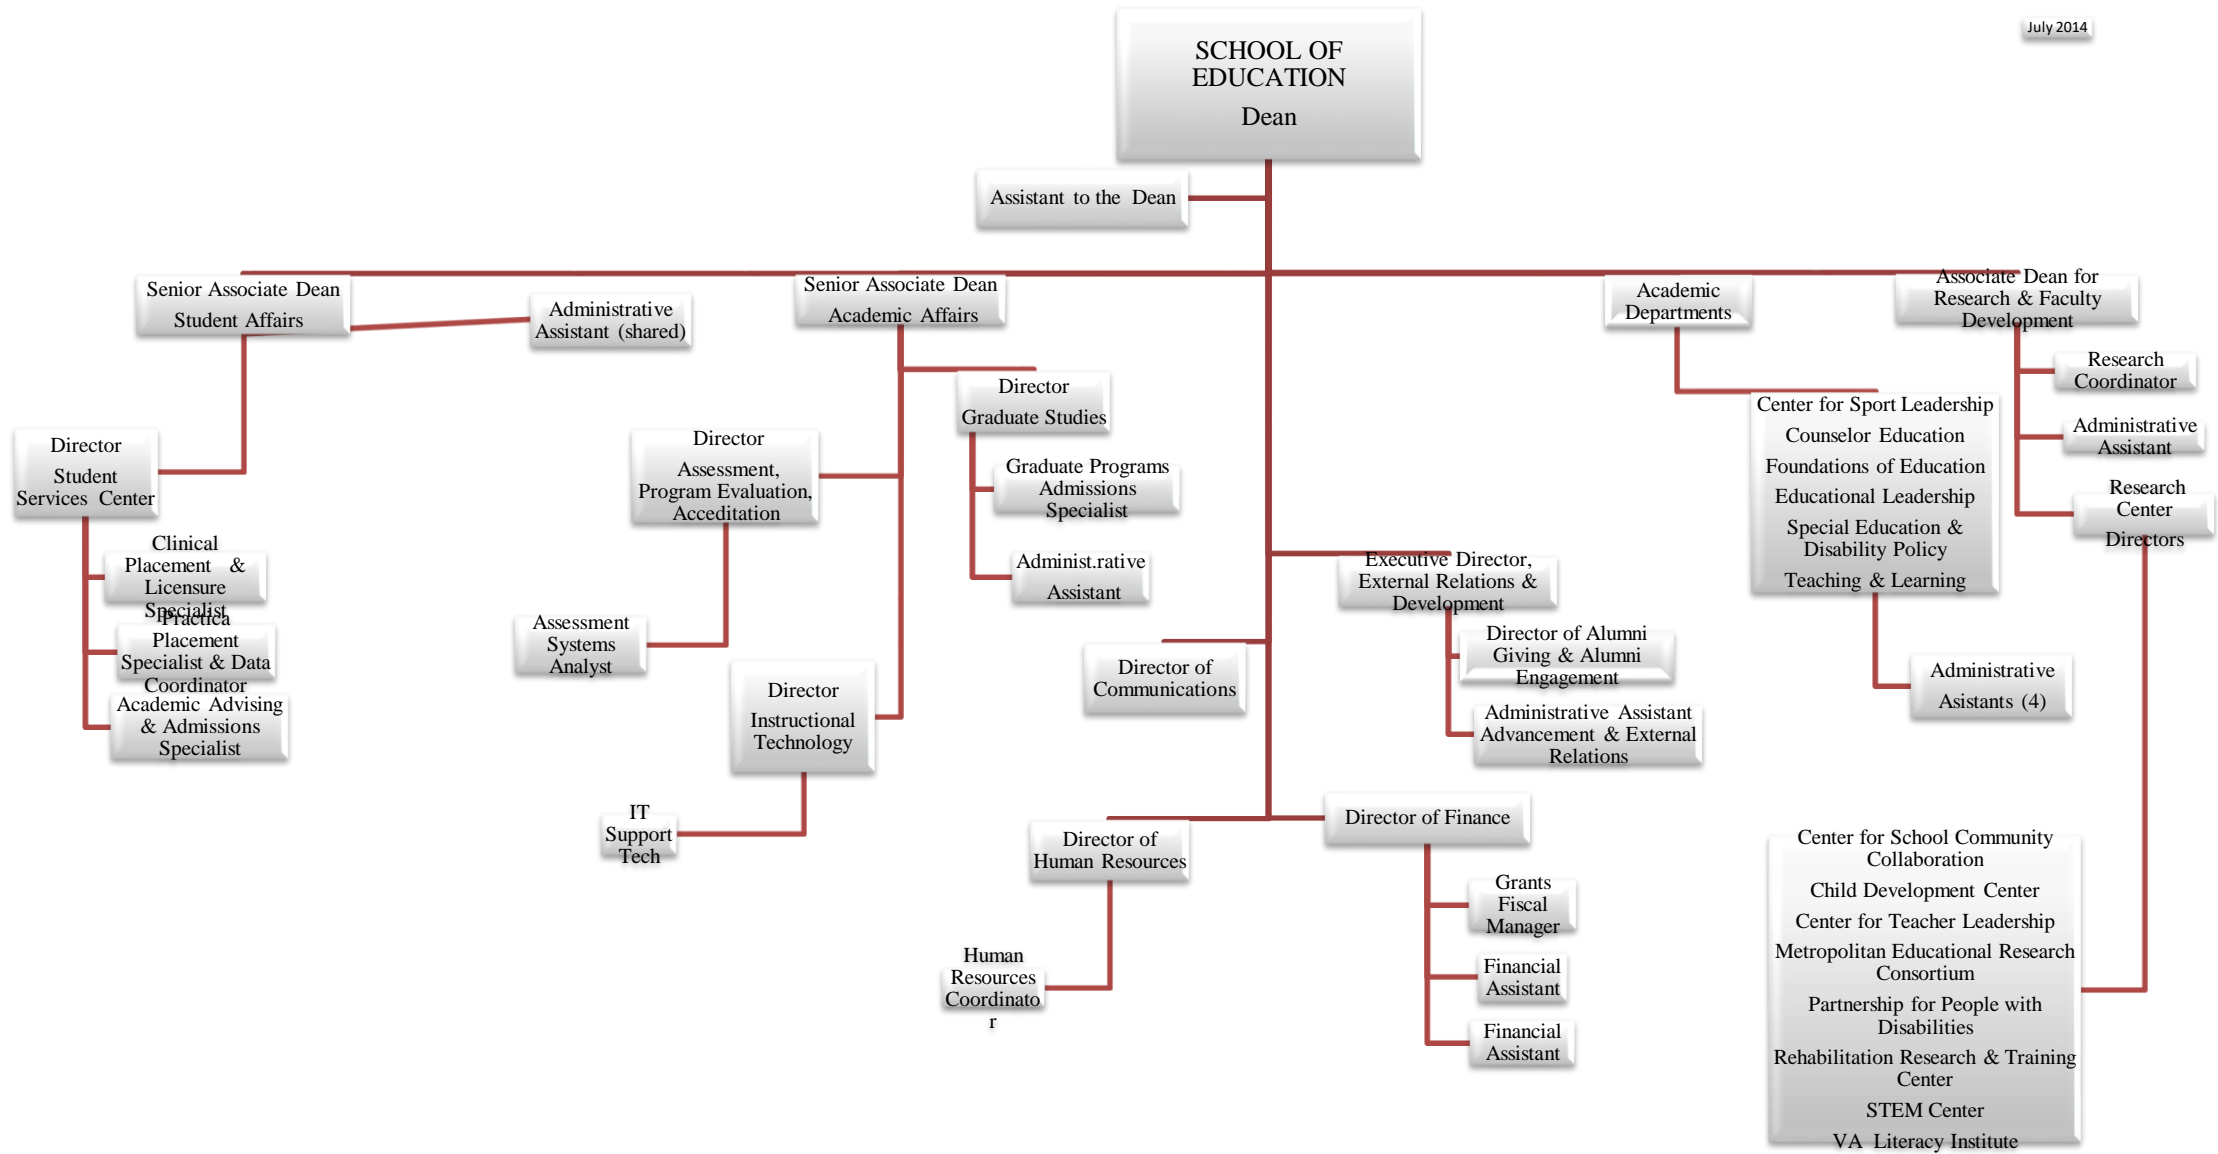 July 2014
SCHOOL OF
EDUCATION
Dean
Assistant to the Dean
Senior Associate Dean
Student Affairs
Administrative
Assistant (shared)
Senior Associate Dean
Academic Affairs
Academic
Departments
Associate Dean for
Research & Faculty
Development
Director
Student
Services Center
Clinical
Placement &
Licensure
Specialist
Practica
Placement
Specialist & Data
Coordinator
Academic Advising
& Admissions
Specialist
Director
Assessment,
Program Evaluation,
Acceditation
Assessment
Systems
Analyst
Director
Instructional
Technology
IT
Support
Tech
Director
Graduate Studies
Graduate Programs
Admissions
Specialist
Administ.rative
Assistant
Director of
Communications
Executive Director,
External Relations &
Development
Director of Alumni
Giving & Alumni
Engagement
Administrative Assistant
Advancement & External
Relations
Director of
Human Resources
Human
Resources
Coordinato
r
Director of Finance
Grants
Fiscal
Manager
Financial
Assistant
Financial
Assistant
Center for Sport Leadership
Counselor Education
Foundations of Education
Educational Leadership
Special Education &
Disability Policy
Teaching & Learning
Administrative
Asistants (4)
Research
Coordinator
Administrative
Assistant
Research
Center
Directors
Center for School Community
Collaboration
Child Development Center
Center for Teacher Leadership
Metropolitan Educational Research
Consortium
Partnership for People with
Disabilities
Rehabilitation Research & Training
Center
STEM Center
VA Literacy Institute